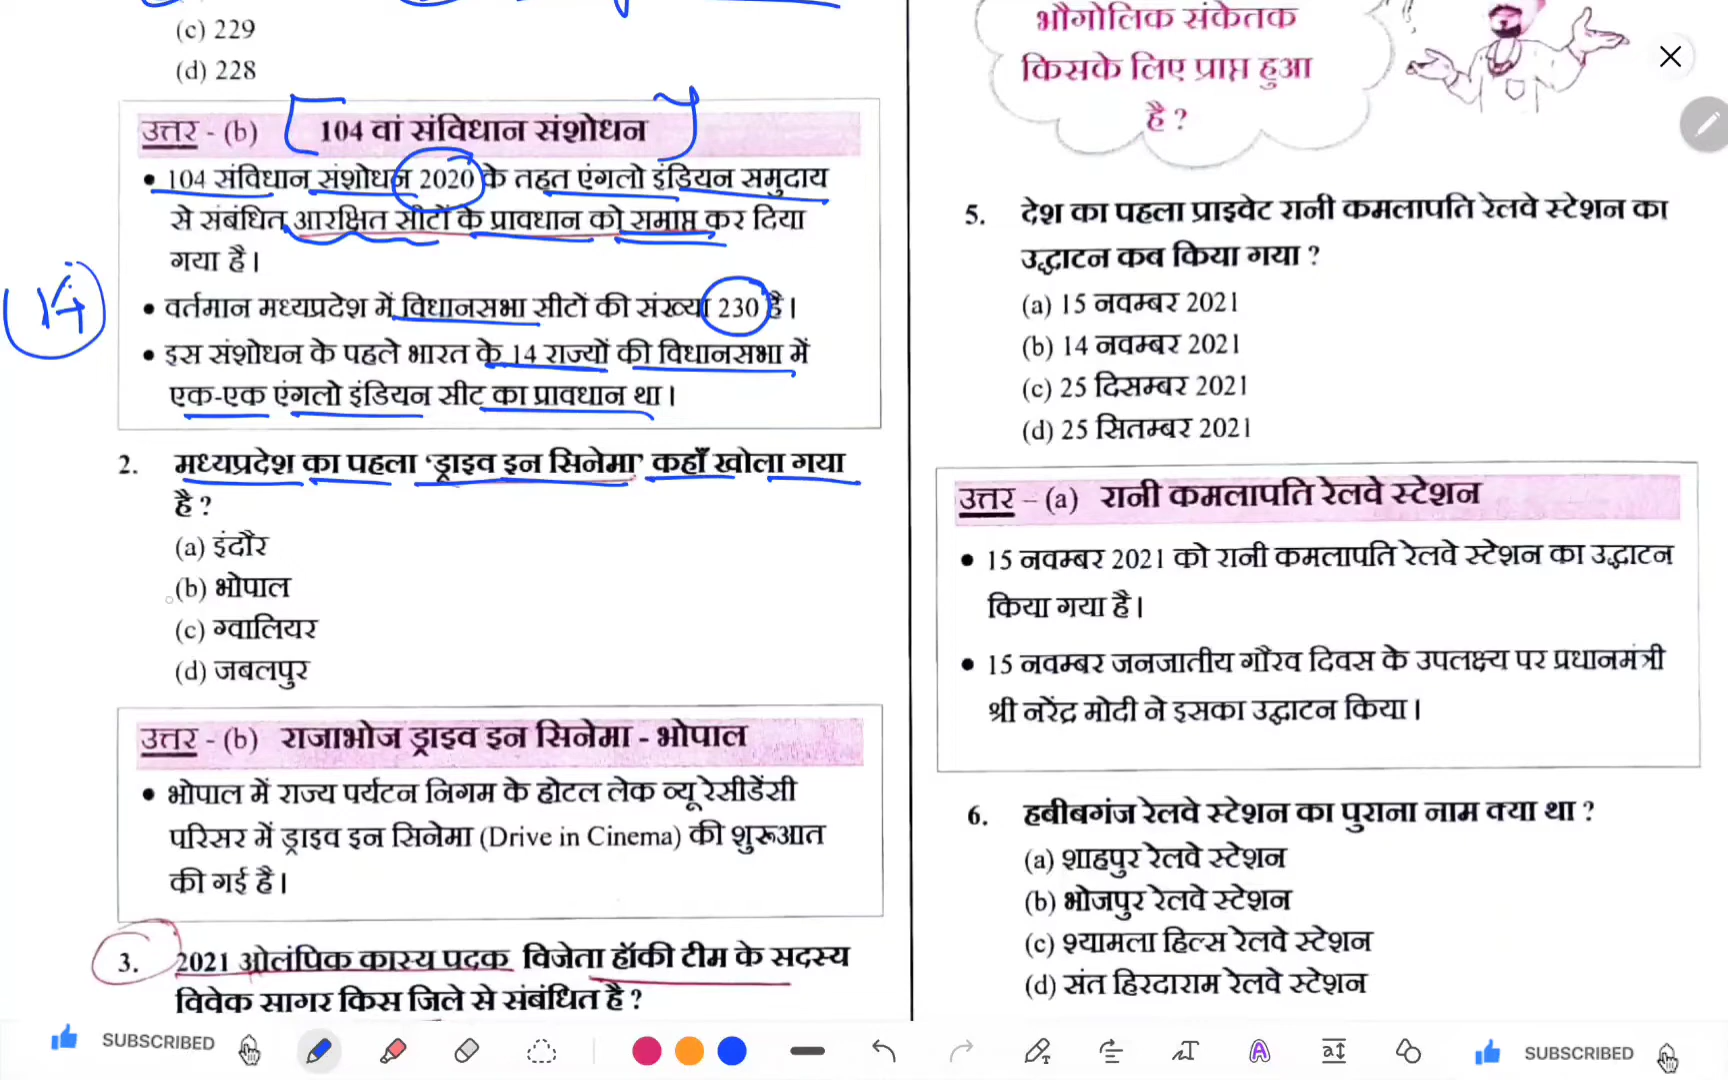 (c) 229
(d) 228
उत्तर - (b) 104 वां संविधान संशोधन
• 104 संविधान संशोधन 2020 के तहत एंगलो इंडियन समुदाय
से संबंधित आरक्षित सीटों के प्रावधान को समाप्त कर दिया
गया है।
• वर्तमान मध्यप्रदेश में विधानसभा सीटों की संख्या 230 है।
14
• इस संशोधन के पहले भारत के 14 राज्यों की विधानसभा में
एक-एक एंगलो इंडियन सीट का प्रावधान था।
2. मध्यप्रदेश का पहला ‘ड्राइव इन सिनेमा’ कहाँ खोला गया
है ?
(a) इंदौर
(b) भोपाल
(c) ग्वालियर
(d) जबलपुर
उत्तर - (b) राजाभोज ड्राइव इन सिनेमा - भोपाल
• भोपाल में राज्य पर्यटन निगम के होटल लेक व्यू रेसीडेंसी
परिसर में ड्राइव इन सिनेमा (Drive in Cinema) की शुरूआत
की गई है।
3. 2021 ओलंपिक कास्य पदक विजेता हॉकी टीम के सदस्य
विवेक सागर किस जिले से संबंधित है ?
भौगोलिक संकेतक
किसके लिए प्राप्त हुआ
है ?
5. देश का पहला प्राइवेट रानी कमलापति रेलवे स्टेशन का
उद्घाटन कब किया गया ?
(a) 15 नवम्बर 2021
(b) 14 नवम्बर 2021
(c) 25 दिसम्बर 2021
(d) 25 सितम्बर 2021
उत्तर – (a) रानी कमलापति रेलवे स्टेशन
• 15 नवम्बर 2021 को रानी कमलापति रेलवे स्टेशन का उद्घाटन
किया गया है।
• 15 नवम्बर जनजातीय गौरव दिवस के उपलक्ष्य पर प्रधानमंत्री
श्री नरेंद्र मोदी ने इसका उद्घाटन किया।
6. हबीबगंज रेलवे स्टेशन का पुराना नाम क्या था ?
(a) शाहपुर रेलवे स्टेशन
(b) भोजपुर रेलवे स्टेशन
(c) श्यामला हिल्स रेलवे स्टेशन
(d) संत हिरदाराम रेलवे स्टेशन
SUBSCRIBED
SUBSCRIBED